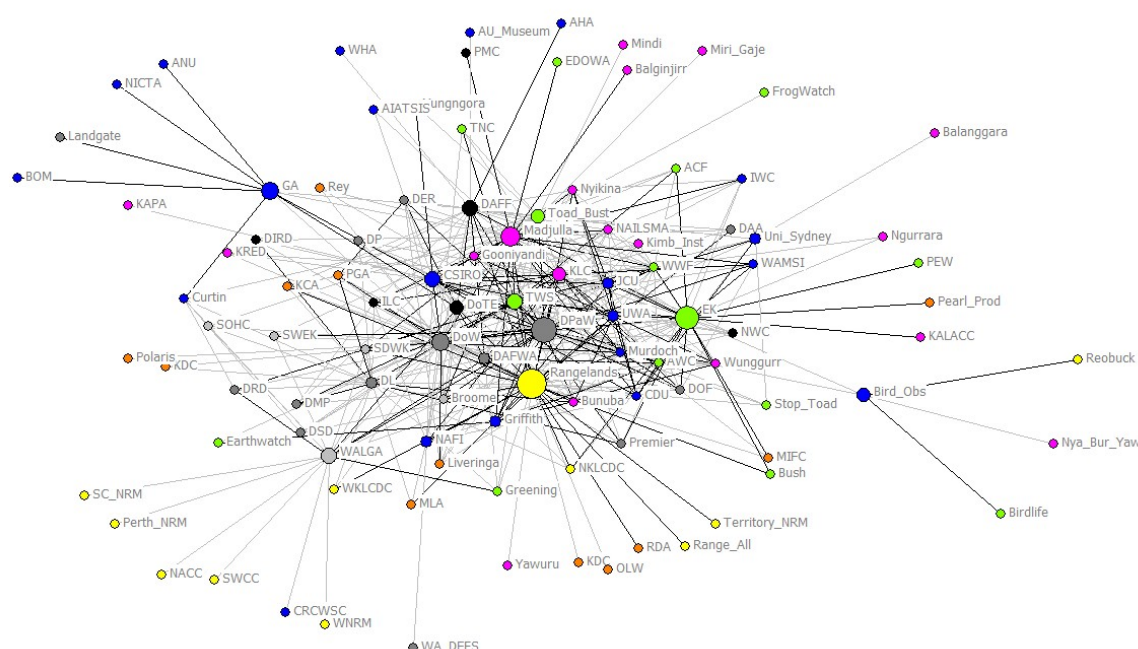 AHA
AU_Museum
WHA
PMC
Mindi
Miri_Gaje
ANU
EDOWA
Balginjirr
NICTA
FrogWatch
AIATSIS
TNC
Landgate
Balanggara
ACF
BOM
GA
Rey
Nyikina
IWC
DER
DAFF
KAPA
Toad_Bust
Madjulla
NAILSMA
DAA
DIRD
DP
Kimb_Inst
Uni_Sydney
Ngurrara
KRED
Gooniyandi
PGA
CSIRO
KLC
WWF
WAMSI
PEW
KCA
JCU
Curtin
ILC
DoTE
TWS
Pearl_Prod
UWA
EK
SOHC
SWEK
DPaW
NWC
KALACC
DoW
SDWK
Murdoch
Polaris
DAFWA
KDC
AWC
Wunggurr
Reobuck
DL
Rangelands
DRD
DOF
Bird_Obs
DMP
Broome
Bunuba
CDU
Stop_Toad
DSD
Griffith
Earthwatch
NAFI
Premier
Nya_Bur_Yaw
WALGA
Liveringa
MIFC
NKLCDC
Bush
SC_NRM
WKLCDC
Greening
MLA
Birdlife
Perth_NRM
Territory_NRM
Range_All
RDA
Yawuru
KDC
OLW
NACC
SWCC
CRCWSC
WNRM
WA_DFES